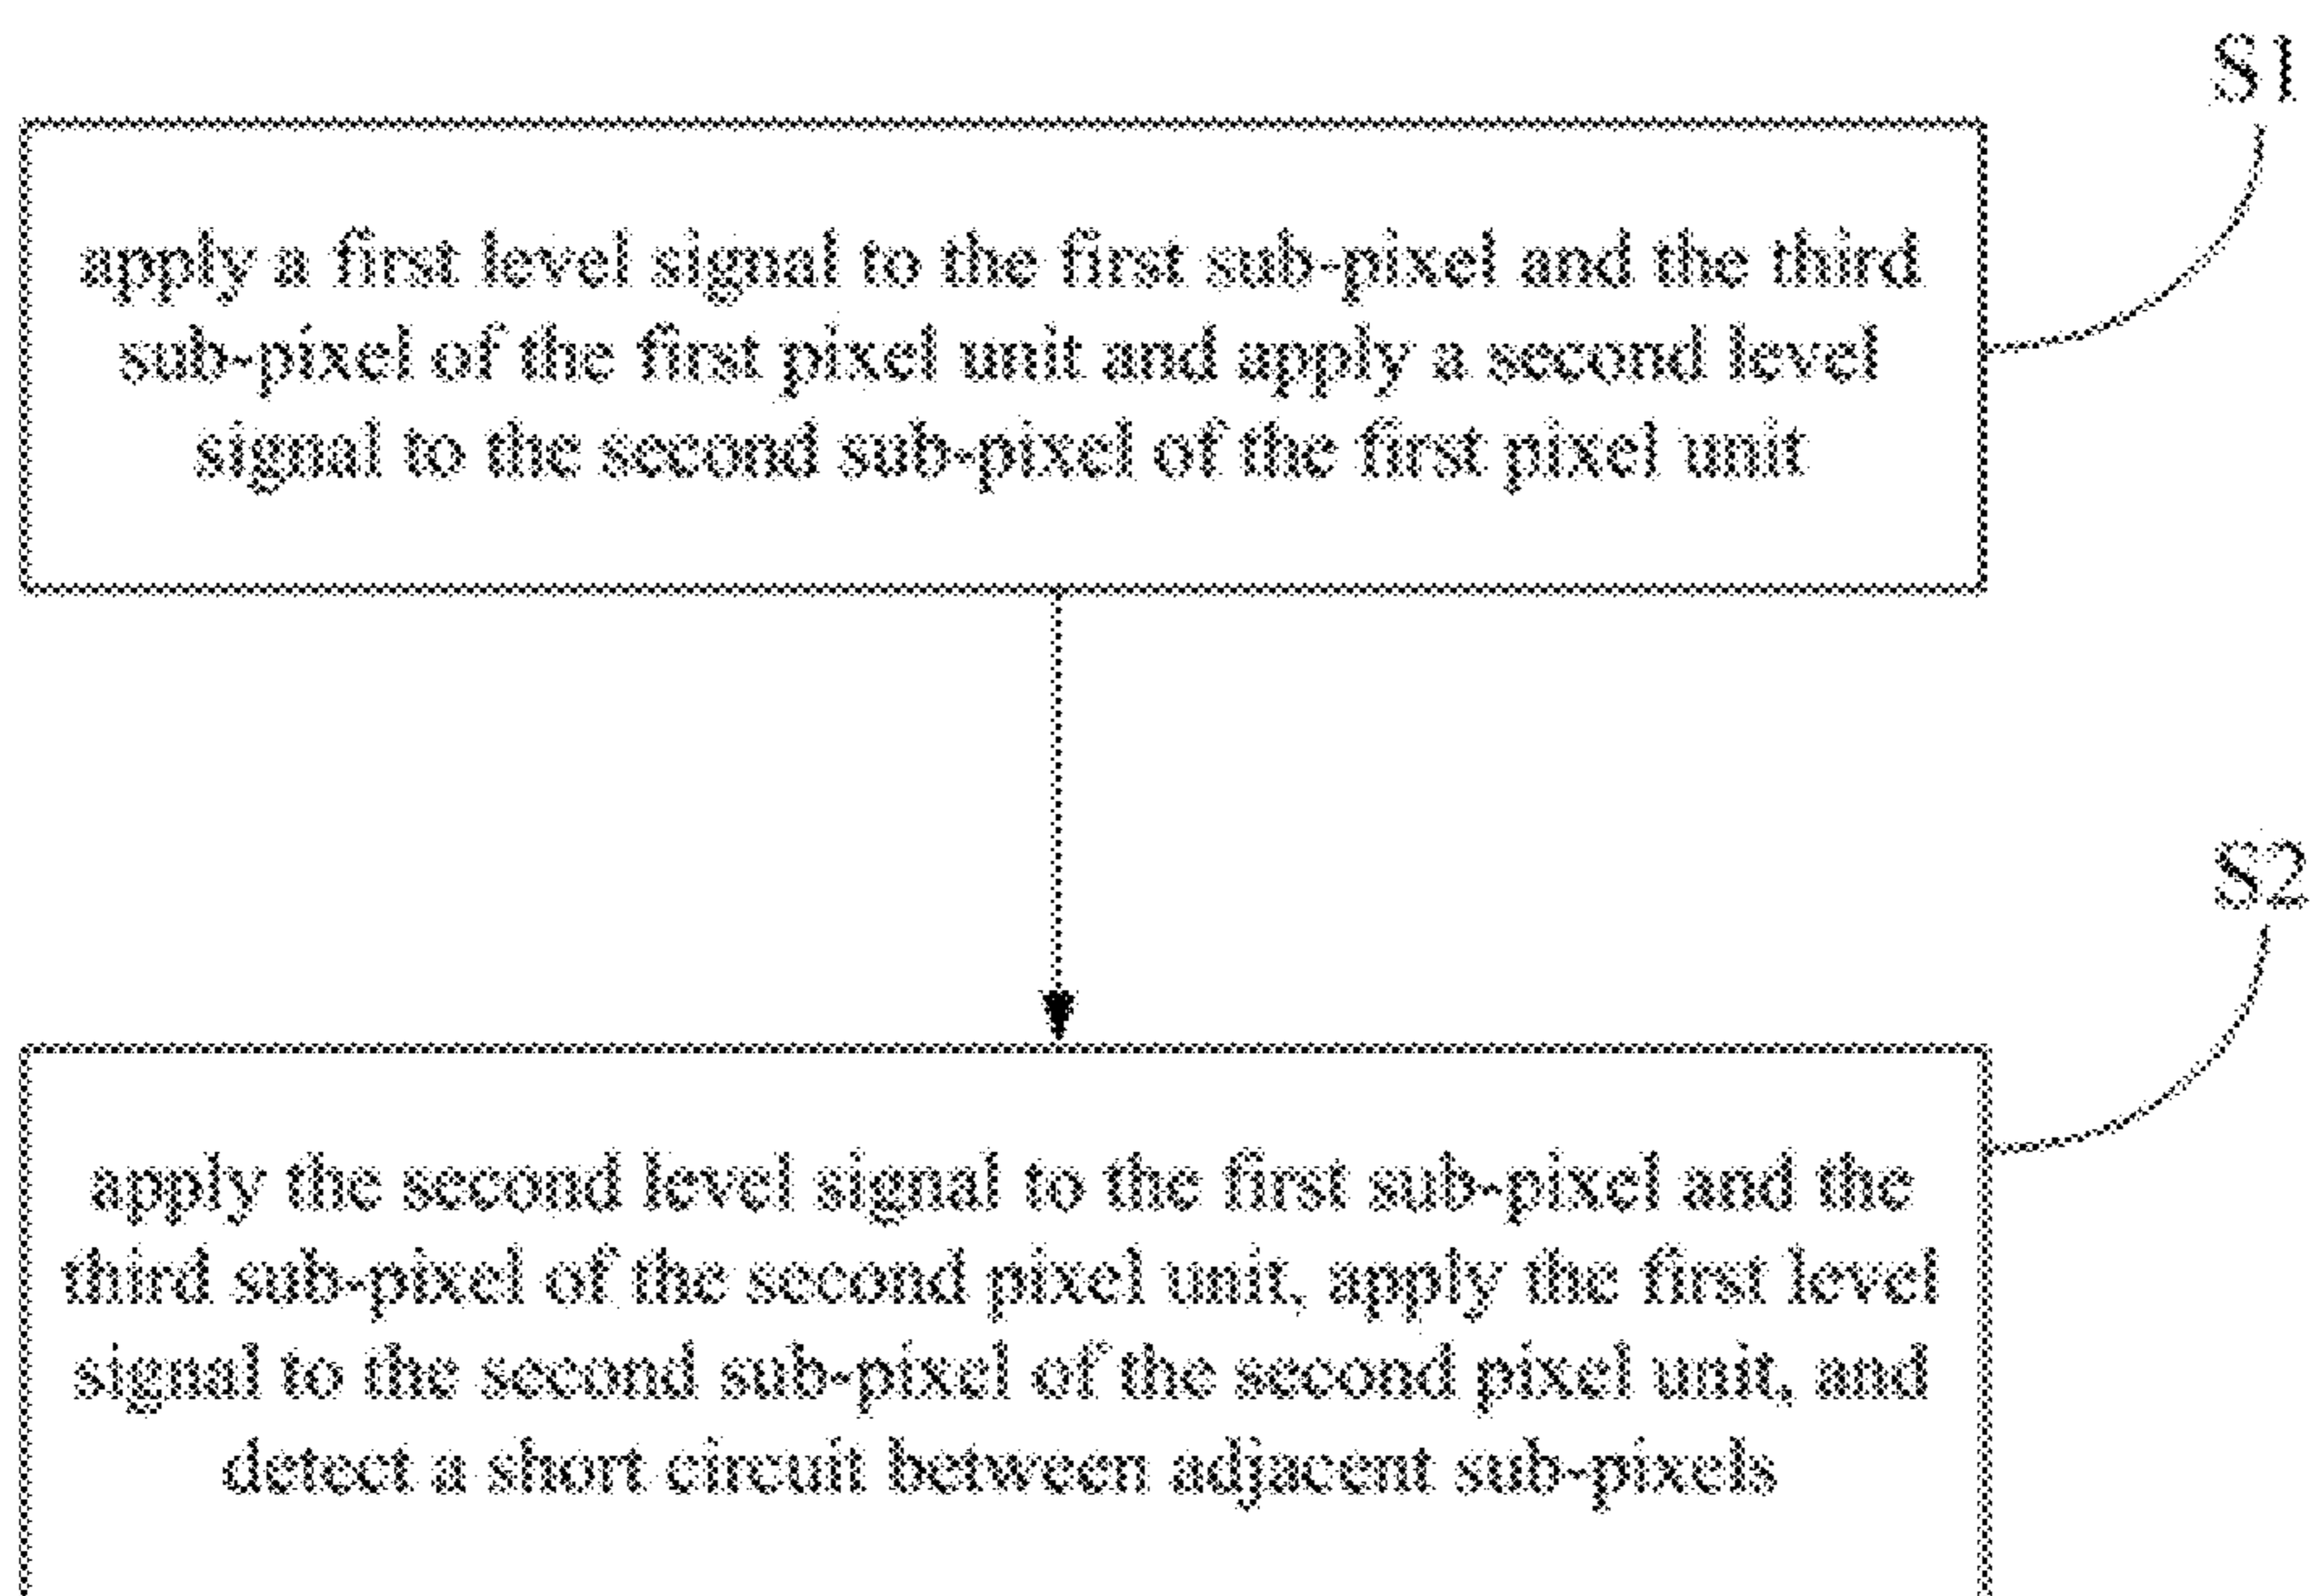 S1
apply a first level signal to the first sub-pixel and the third
sub-pixel of the first pixel unit and apply a second level
signal to the second sub-pixel of the first pixel unit
S2
apply the second level signal to the first sub-pixel and the
third sub-pixel of the second pixel unit, apply the first level
signal to the second sub-pixel of the second pixel unit, and
detect a short circuit between adjacent sub-pixels